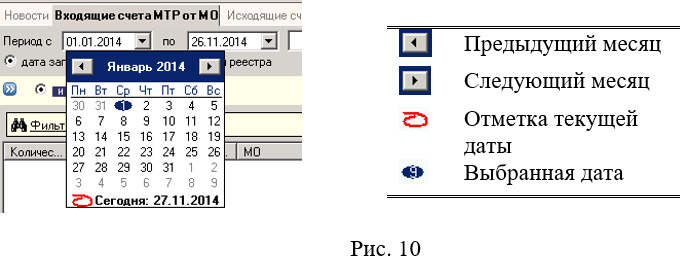 Новости Входящие счета МТР от МО Исходящие сч
Период с 01.01.2014 по 26.11.2014
дата за реестра
Январь 2014
Пн Вт Ср Чт Пт Сб Вс
30 31 1 2 3 4 5
6 7 8 9 10 11 12
13 14 15 16 17 18 19
20 21 22 23 24 25 26
27 28 29 30 31 1 2
3 4 5 6 7 8 9
Сегодня: 27.11.2014
Фильт
Количес... МО
Предыдущий месяц
Следующий месяц
Отметка текущей
даты
9 Выбранная дата
Рис. 10